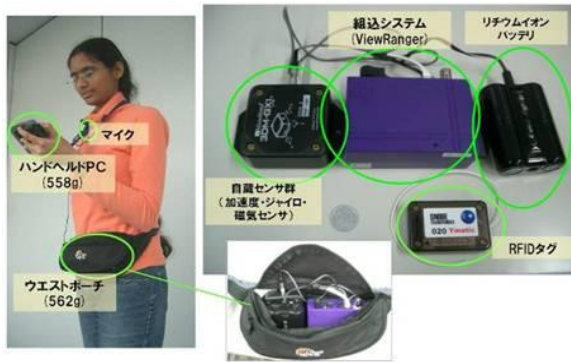 マイク
ハンドヘルドPC
(558g)
ウエストポーチ
(562g)
組込システム
(ViewRanger)
リチウムイオン
バッテリ
自蔵センサ群
(加速度・ジャイロ・
磁気センサ)
020 Ymatic
RFIDタグ